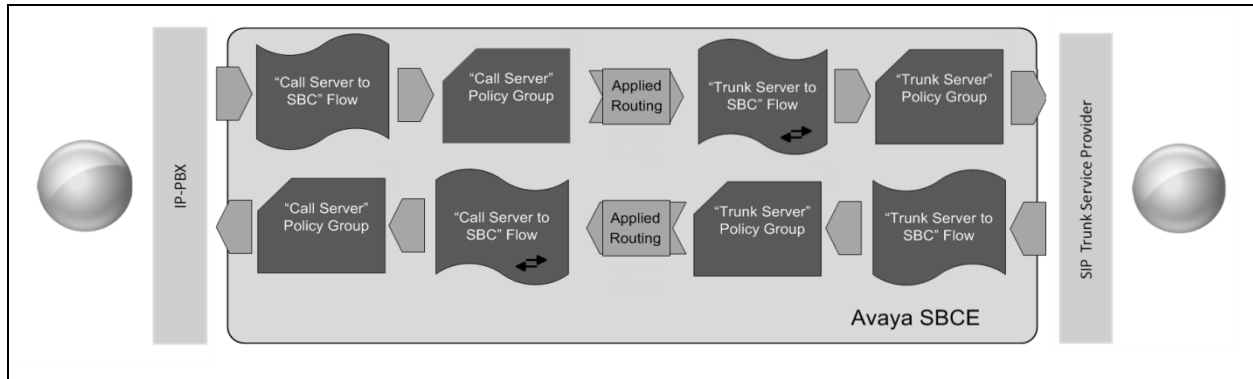 IP-PBX
“Call Server to
SBC” Flow
“Call Server”
Policy Group
Applied
Routing
“Trunk Server to
SBC” Flow
“Trunk Server”
Policy Group
“Call Server”
Policy Group
“Call Server to
SBC” Flow
Applied
Routing
“Trunk Server”
Policy Group
“Trunk Server to
SBC” Flow
Avaya SBCE
SIP Trunk Service Provider